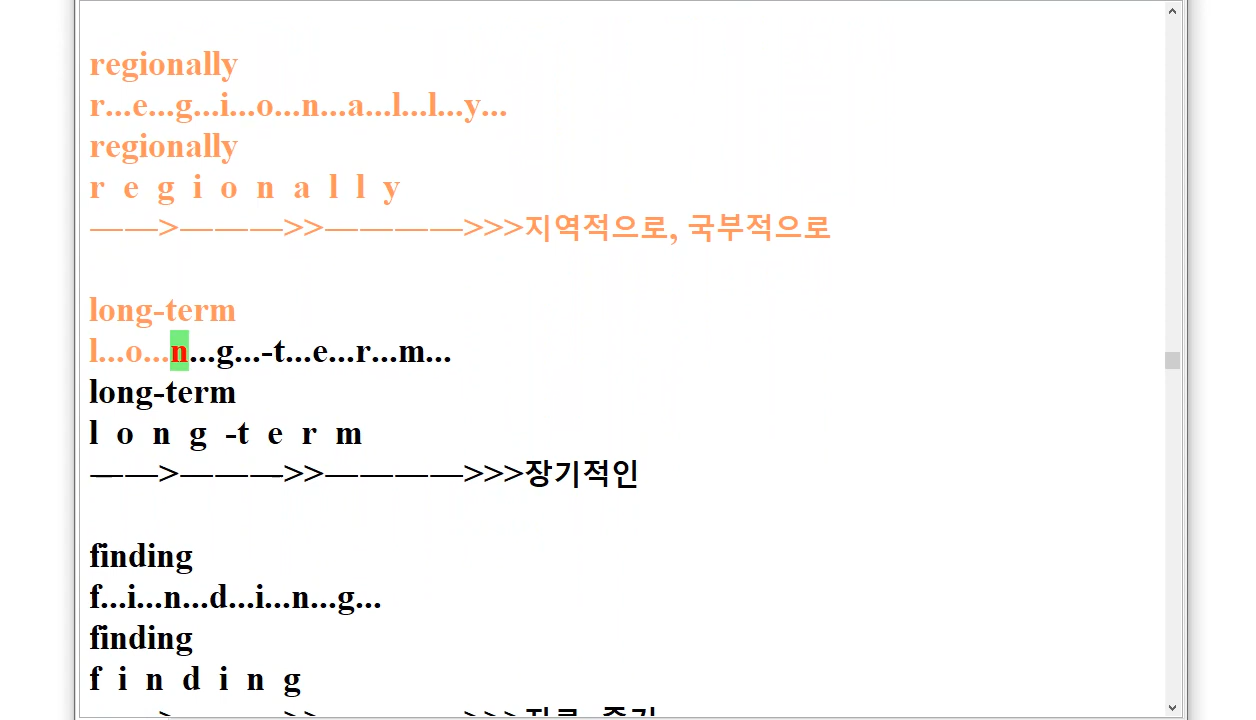 regionally
r...e...g...i...o...n...a...l...l...y...
regionally
r e g i o n a l l y
——>———>>————>>>지역적으로, 국부적으로
long-term
l...o...n...g...-t...e...r...m...
long-term
l o n g -t e r m
——>———>>————>>>장기적인
finding
f...i...n...d...i...n...g...
finding
f i n d i n g